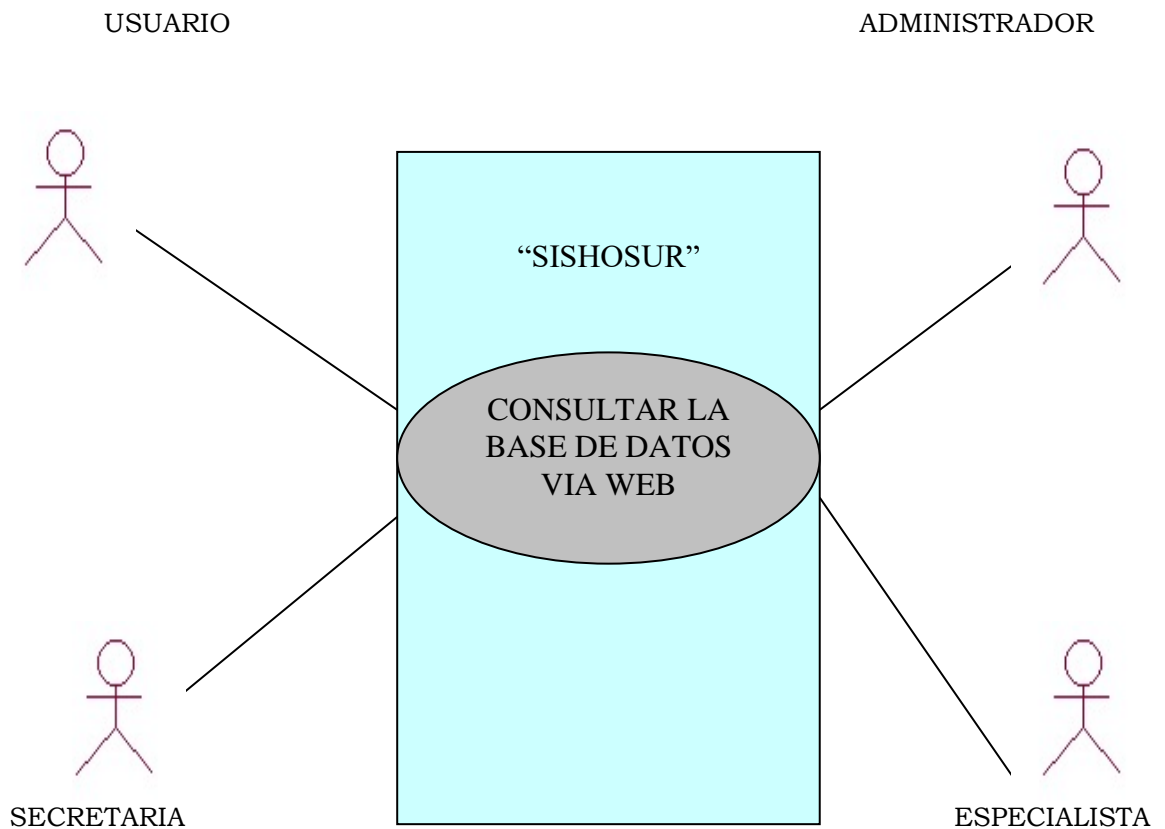 USUARIO
ADMINISTRADOR
“SISHOSUR”
CONSULTAR LA
BASE DE DATOS
VIA WEB
SECRETARIA
ESPECIALISTA